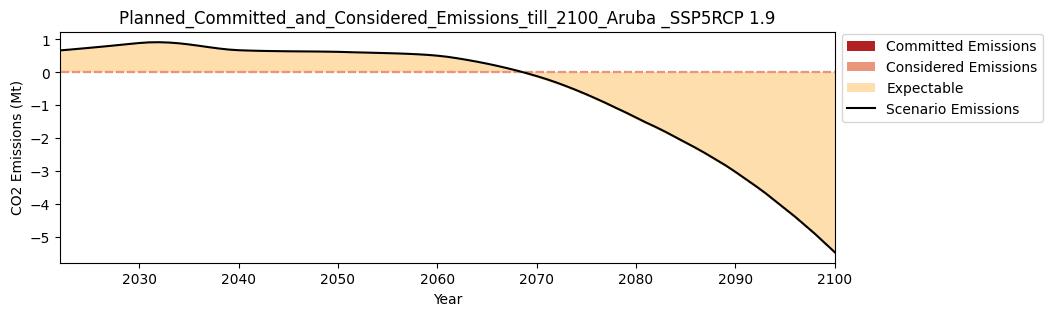 Planned_Committed_and_Considered_Emissions_till_2100_Aruba _SSP5RCP 1.9
1
0
−1
−2
−3
−4
−5
CO2 Emissions (Mt)
2030 2040 2050 2060 2070 2080 2090 2100
Year
Committed Emissions
Considered Emissions
Expectable
Scenario Emissions